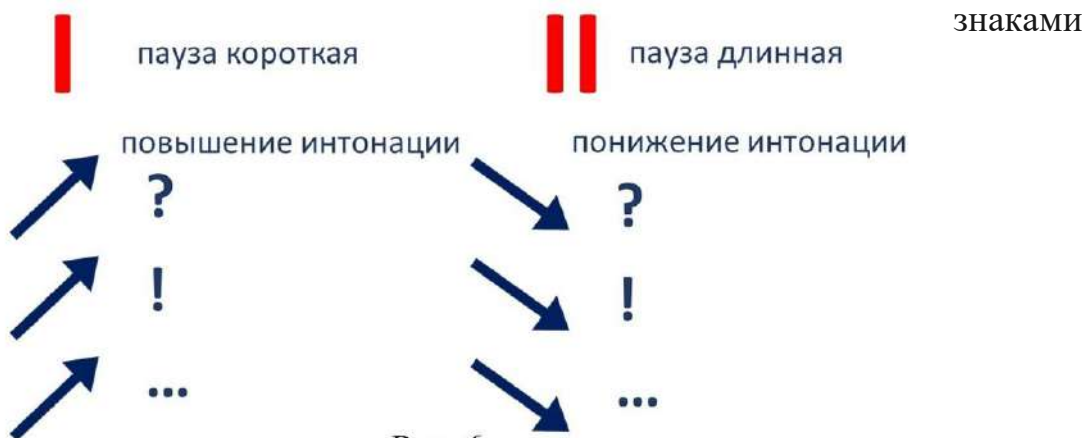 знаками
пауза короткая пауза длинная
повышение интонации понижение интонации
? ?
! !
... ...